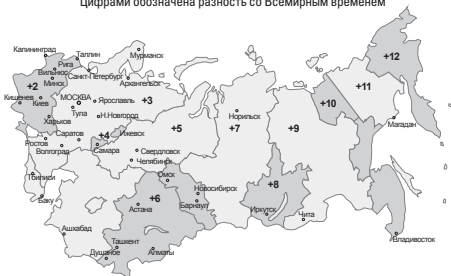 Цифрами обозначена разность со Всемирным временем
Калининград
Таллин
Мурманск
Рига
Вильнюс
Санкт-Петербург
Архангельск
Минск
+2
+12
+11
+10
Кишенев
Киев
МОСКВА
Ярославль
+3
Тула
Н.Новгород
Харьков
Норильск
Магадан
+4
Ижевск
+5
+7
+9
Ростов
Саратов
Самара
Волгоград
Свердловск
Челябинск
Омск
Новосибирск
+8
Тбилиси
Баку
+6
Астана
Барнаул
Иркутск
Чита
Ашхабад
Ташкент
Душанбе
Алматы
Владивосток